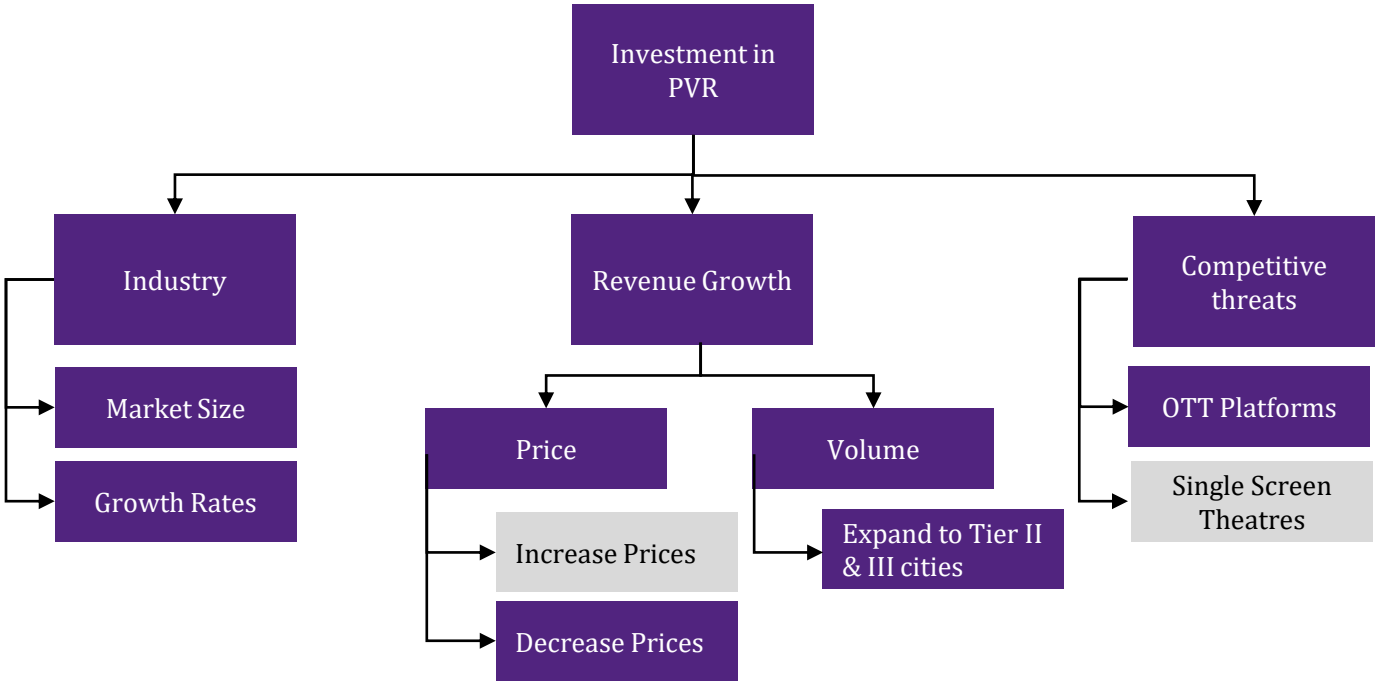 Investment in
PVR
Industry
Revenue Growth
Competitive
threats
Market Size
Growth Rates
Price
Volume
Increase Prices
Decrease Prices
Expand to Tier II
& III cities
OTT Platforms
Single Screen
Theatres